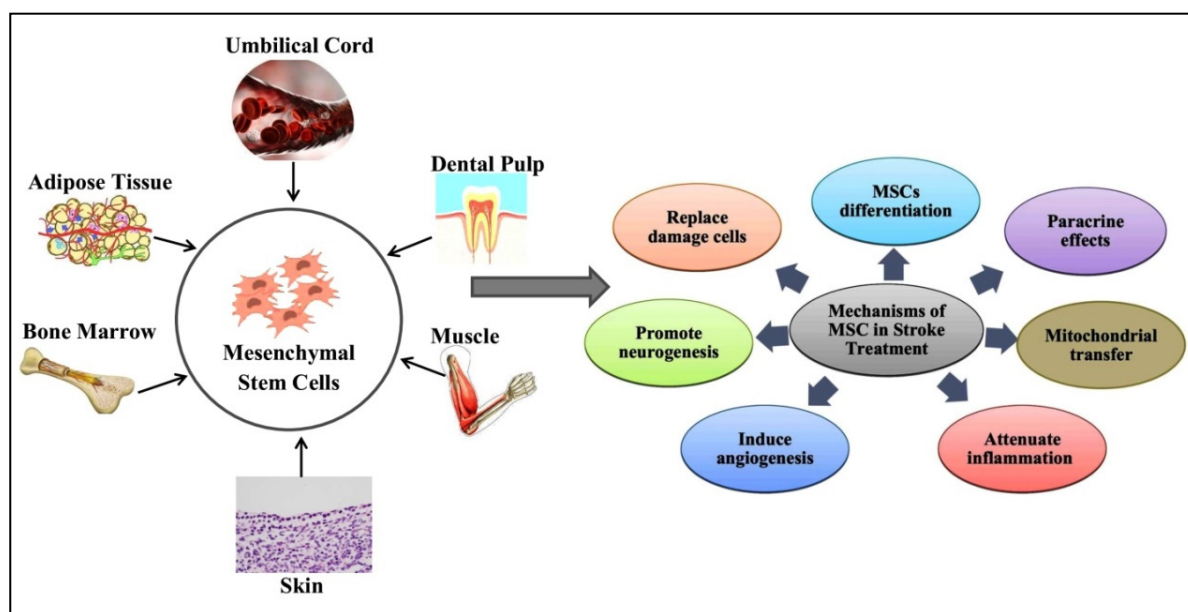 Umbilical Cord
Adipose Tissue
Dental Pulp
Bone Marrow
Mesenchymal
Stem Cells
Muscle
Skin
MSCs
differentiation
Replace
damage cells
Paracrine
effects
Mechanisms of
MSC in Stroke
Treatment
Promote
neurogenesis
Mitochondrial
transfer
Induce
angiogenesis
Attenuate
inflammation